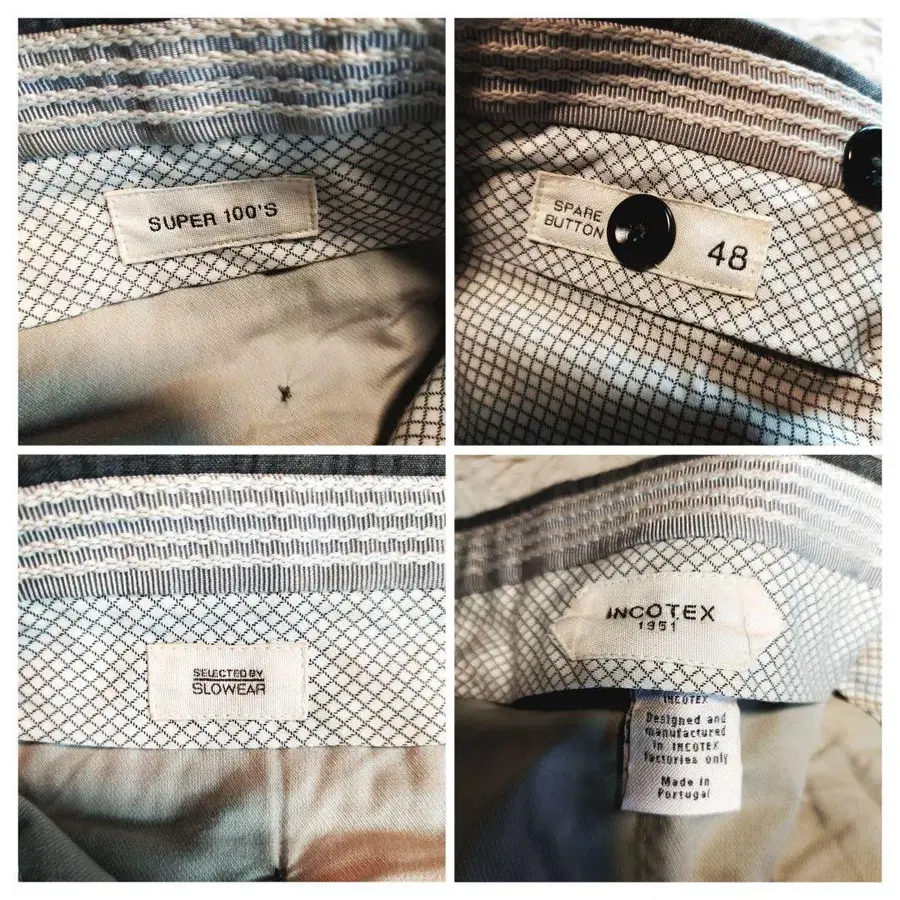 SUPER 100'S
SPARE
BUTTON
48
SELECTED BY
SLOWEAR
INCOTEX
1951
INCOTEX
Designed and
manufactured
in INCOTEX
factories only
Made in
Portugal